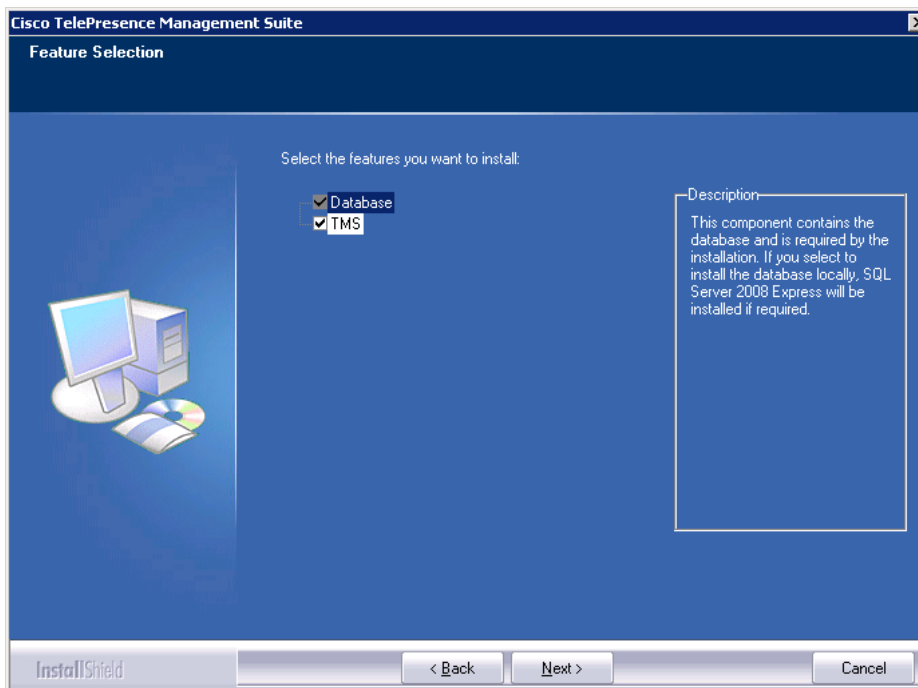 Cisco TelePresence Management Suite
Feature Selection
Select the features you want to install:
Database
TMS
Description
This component contains the
database and is required by the
installation. If you select to
install the database locally, SQL
Server 2008 Express will be
installed if required.
InstallShield
< Back
Next >
Cancel